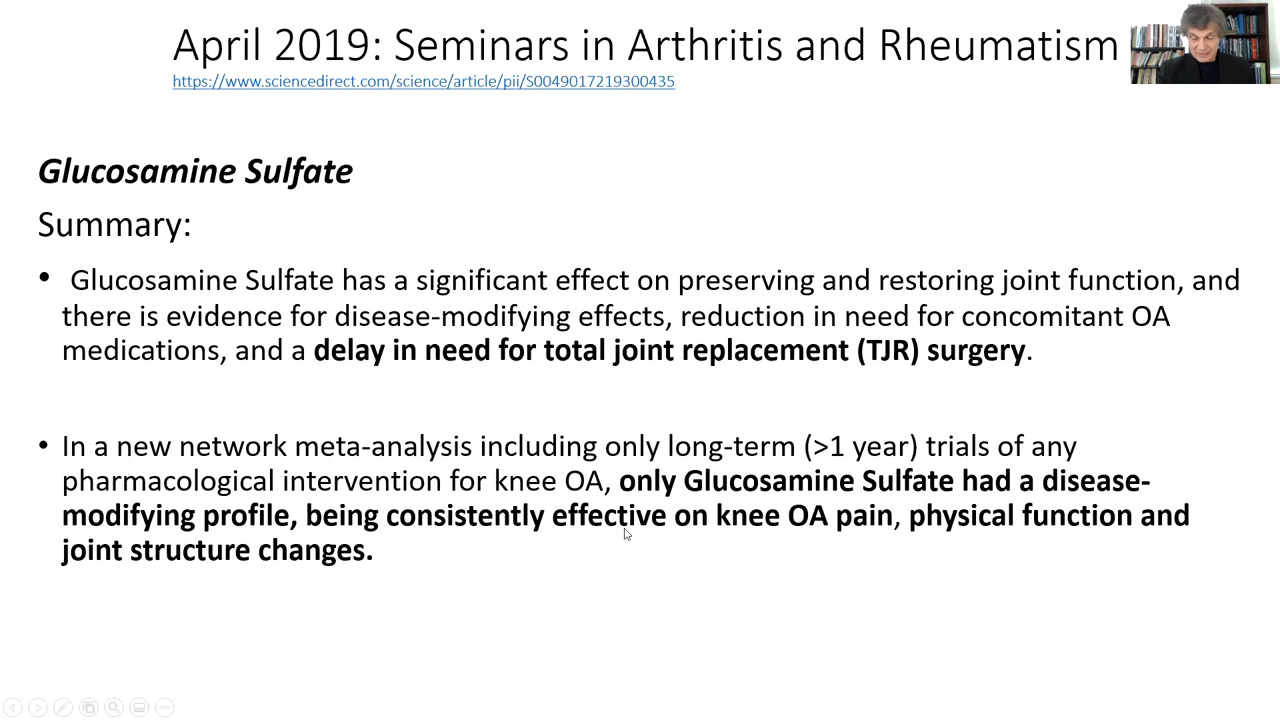 April 2019: Seminars in Arthritis and Rheumatism
https://www.sciencedirect.com/science/article/pii/S0049017219300435
Glucosamine Sulfate
Summary:
• Glucosamine Sulfate has a significant effect on preserving and restoring joint function, and
there is evidence for disease-modifying effects, reduction in need for concomitant OA
medications, and a delay in need for total joint replacement (TJR) surgery.
• In a new network meta-analysis including only long-term (>1 year) trials of any
pharmacological intervention for knee OA, only Glucosamine Sulfate had a disease-
modifying profile, being consistently effective on knee OA pain, physical function and
joint structure changes.